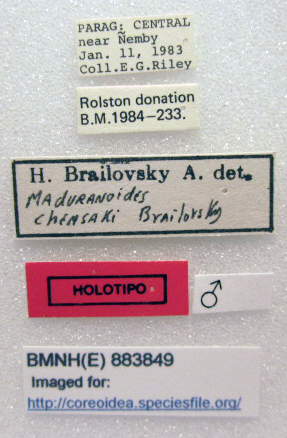 PARAG: CENTRAL
near Ñemby
Jan. 11, 1983
Coll.E.G.Riley
Rolston donation
B.M.1984–233.
H. Brailovsky A. det.
MADURANOIDES
chemsaki Brailovsky
HOLOTIPO
♂
BMNH(E) 883849
Imaged for:
http://coreoidea.speciesfile.org/